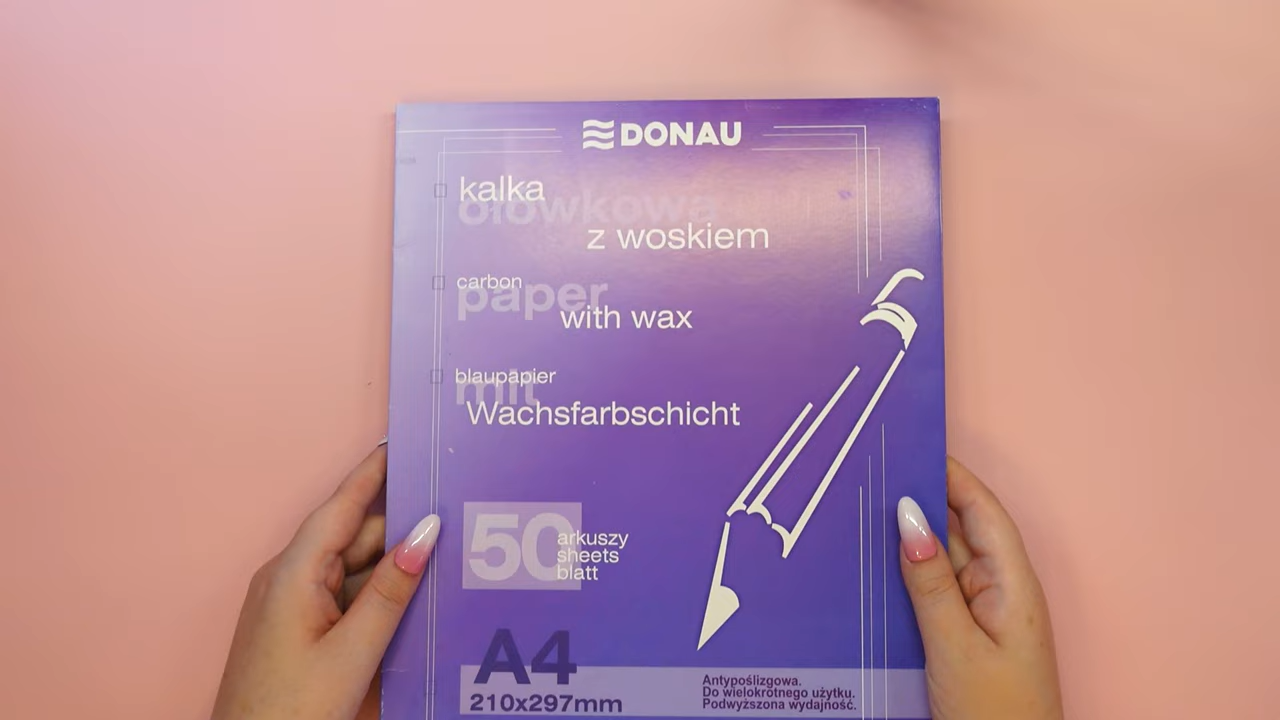 DONAU
kalka
ołówkowa
z woskiem
carbon
paper
with wax
blaupapier
mit
Wachsfarbschicht
50
arkuszy
sheets
blatt
A4
210x297mm
Antypoślizgowa.
Do wielokrotnego użytku.
Podwyższona wydajność.